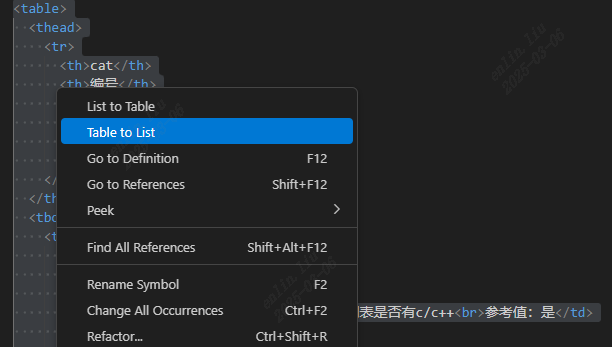 <table>
<thead>
<tr>
<th>cat</th>
<th>编号</th>
List to Table
Table to List
Go to Definition F12
Go to References Shift+F12
Peek
</
</th
<tbo
<t
Find All References Shift+Alt+F12
Rename Symbol F2
Change All Occurrences Ctrl+F2
表是否有c/c++<br>参考值：是</td>
Refactor... Ctrl+Shift+R
2025-03-06